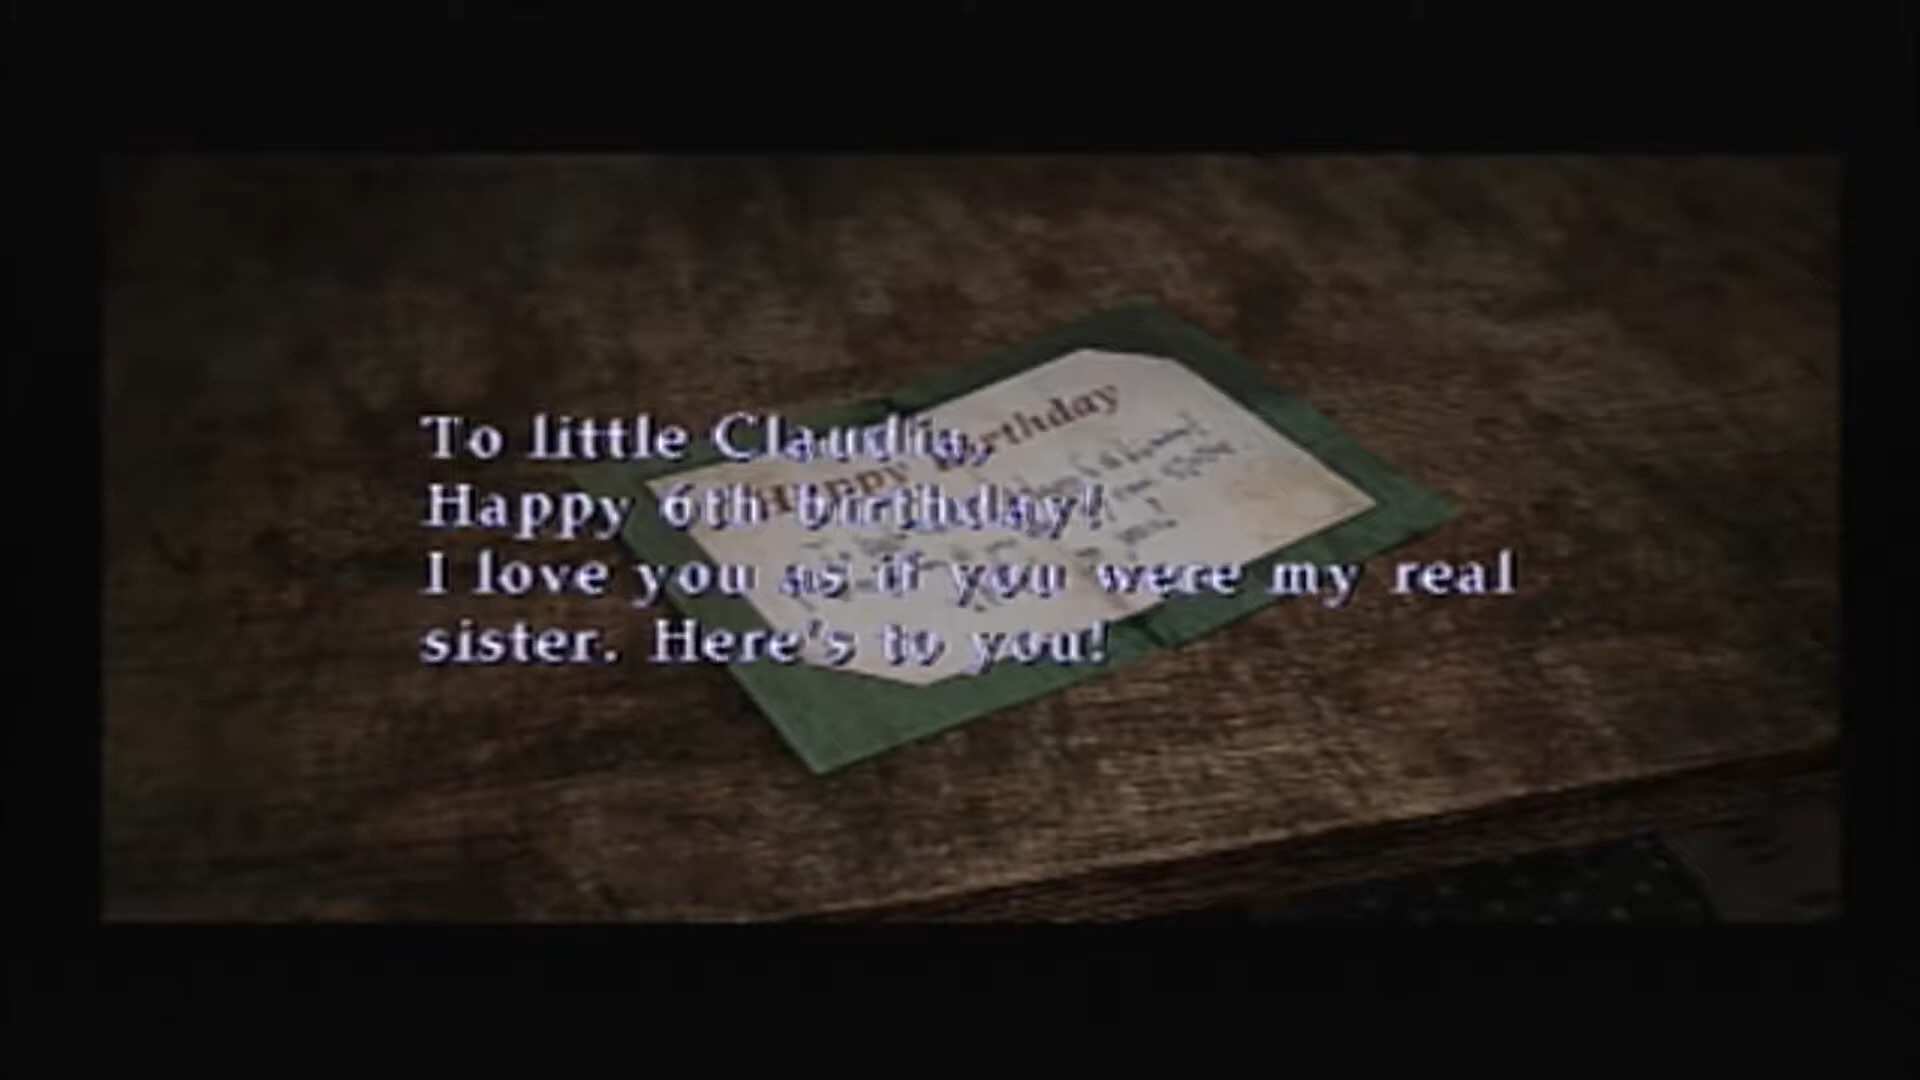 To little Claudia,
Happy 6th birthday!
I love you as if you were my real
sister. Here's to you!
Happy Birthday